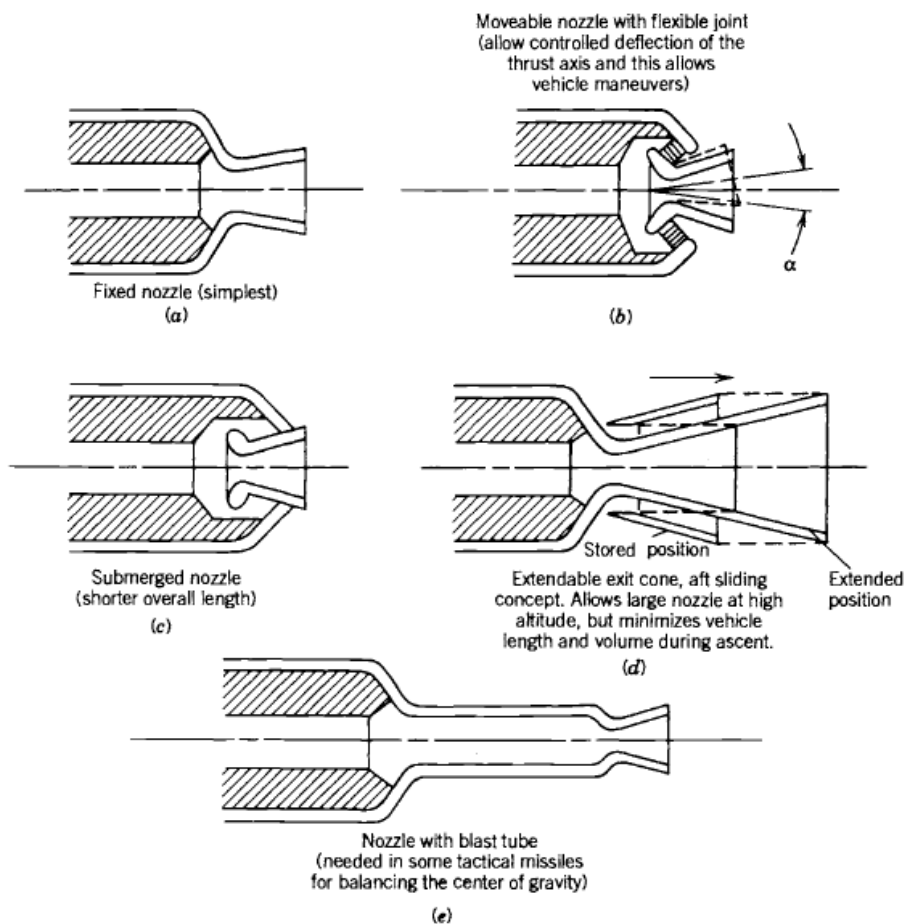 Moveable nozzle with flexible joint
(allow controlled deflection of the
thrust axis and this allows
vehicle maneuvers)
α
Fixed nozzle (simplest)
(a)
(b)
Submerged nozzle
(shorter overall length)
(c)
Stored position
Extendable exit cone, aft sliding
concept. Allows large nozzle at high
altitude, but minimizes vehicle
length and volume during ascent.
(d)
Extended
position
Nozzle with blast tube
(needed in some tactical missiles
for balancing the center of gravity)
(e)